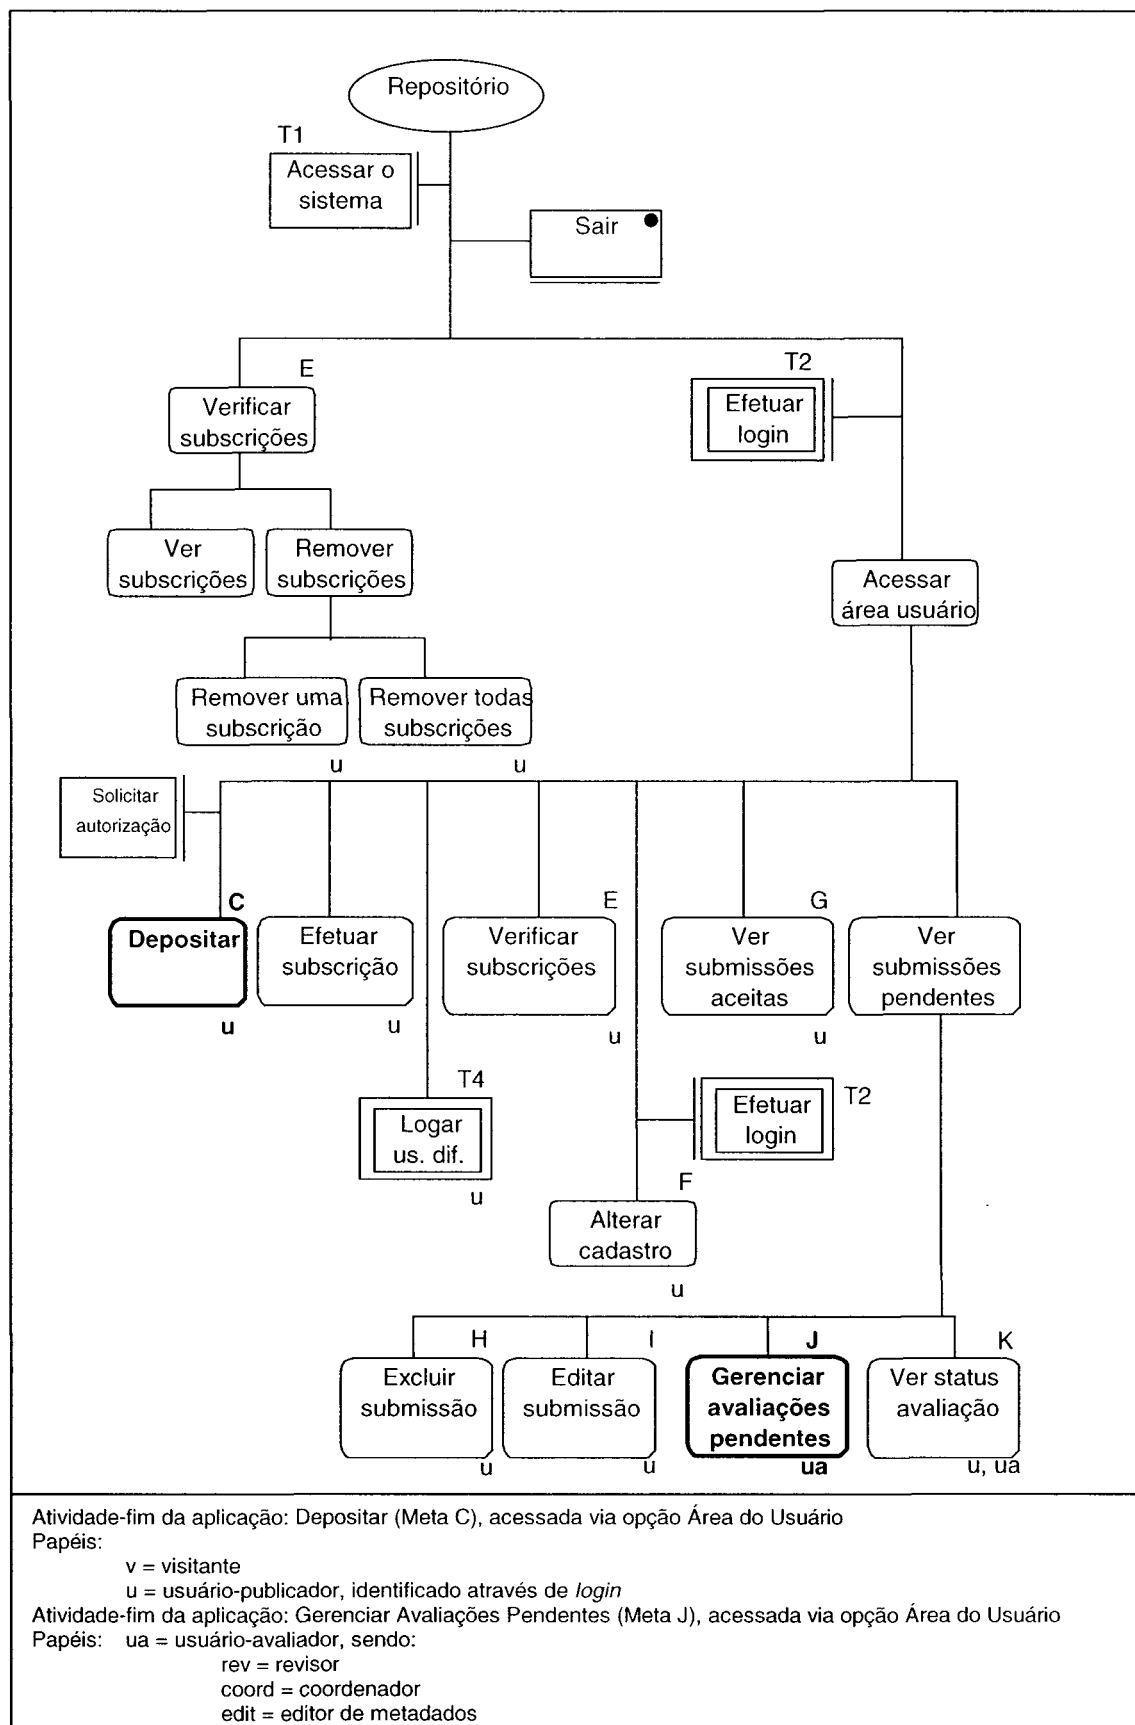 Repositório
T1
Acessar o
sistema
Sair
E
Verificar
subscrições
T2
Efetuar
login
Ver
subscrições
Remover
subscrições
Acessar
área usuário
Remover uma
subscrição
u
Remover todas
subscrições
u
Solicitar
autorização
C
Depositar
u
Efetuar
subscrição
u
E
Verificar
subscrições
u
G
Ver
submissões
aceitas
u
Ver
submissões
pendentes
T4
Logar
us. dif.
u
T2
Efetuar
login
F
Alterar
cadastro
u
H
Excluir
submissão
u
I
Editar
submissão
u
J
Gerenciar
avaliações
pendentes
ua
K
Ver status
avaliação
u, ua
Atividade-fim da aplicação: Depositar (Meta C), acessada via opção Área do Usuário
Papéis:
v = visitante
u = usuário-publicador, identificado através de login
Atividade-fim da aplicação: Gerenciar Avaliações Pendentes (Meta J), acessada via opção Área do Usuário
Papéis: ua = usuário-avaliador, sendo:
rev = revisor
coord = coordenador
edit = editor de metadados